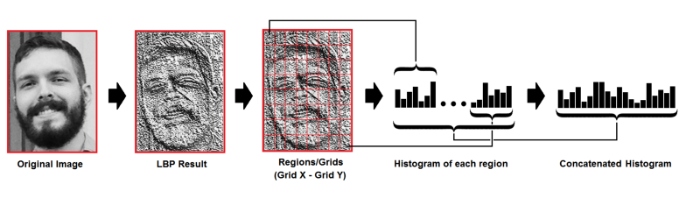 Original Image
LBP Result
Regions/Grids
(Grid X - Grid Y)
Histogram of each region
Concatenated Histogram